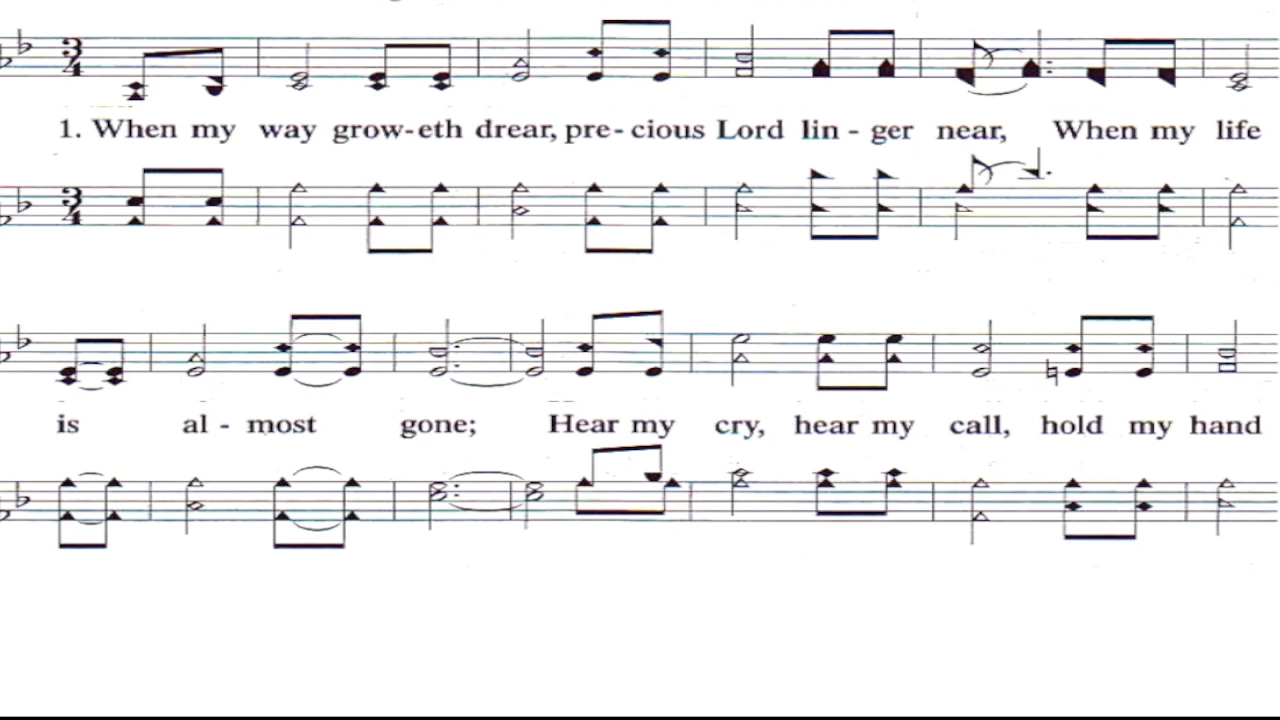 1. When my way grow-eth drear, pre-cious Lord lin-ger near, When my life
is al-most gone; Hear my cry, hear my call, hold my hand